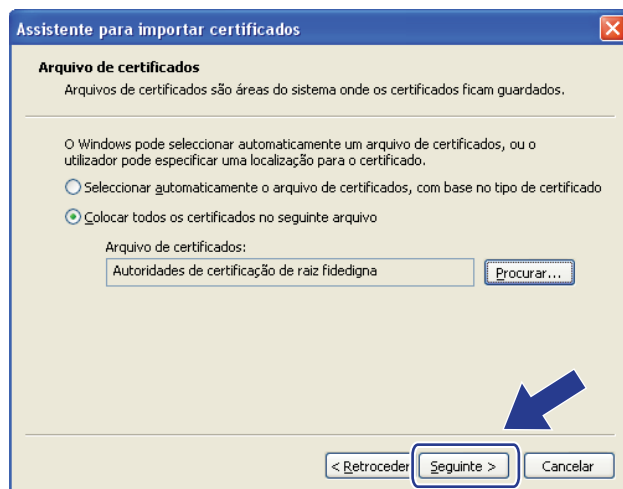 Assistente para importar certificados
Arquivo de certificados
Arquivos de certificados são áreas do sistema onde os certificados ficam guardados.
O Windows pode seleccionar automaticamente um arquivo de certificados, ou o
utilizador pode especificar uma localização para o certificado.
Seleccionar automaticamente o arquivo de certificados, com base no tipo de certificado
Colocar todos os certificados no seguinte arquivo
Arquivo de certificados:
Autoridades de certificação de raiz fidedigna
Procurar...
< Retroceder
Seguinte >
Cancelar